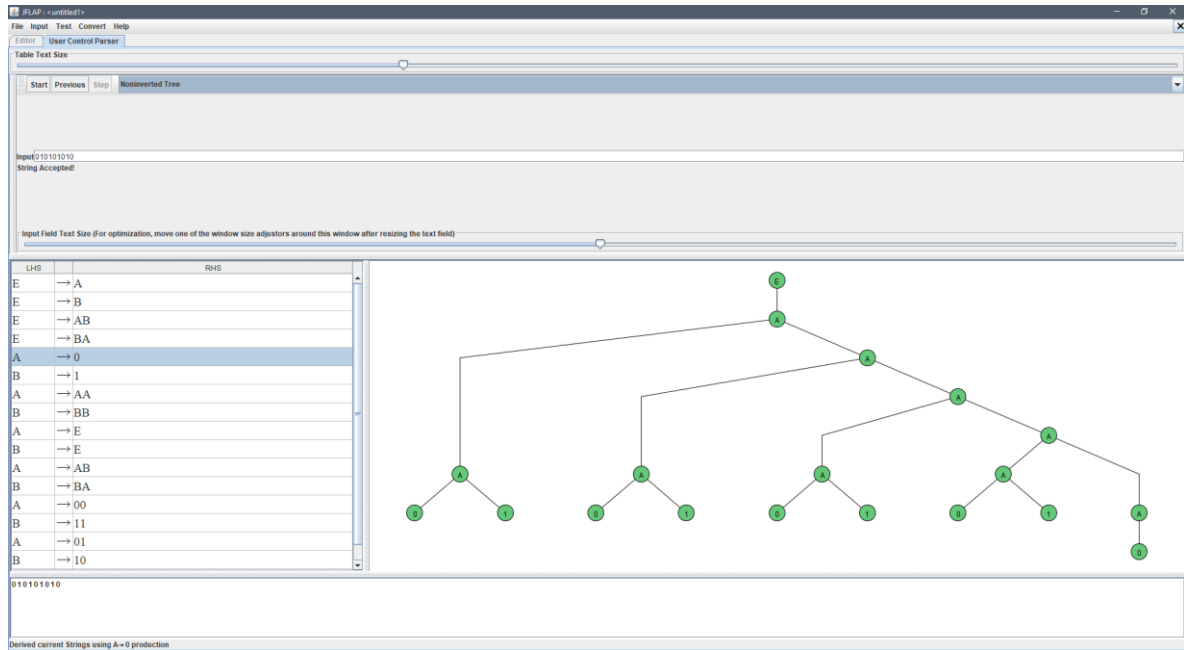 JFLAP : <untitled1>
File Input Test Convert Help
Editor User Control Parser
Table Text Size
Start Previous Step Noninverted Tree
Input 010101010
String Accepted!
Input Field Text Size (For optimization, move one of the window size adjustors around this window after resizing the text field)
LHS RHS
E → A
E → B
E → AB
E → BA
A → 0
B → 1
A → AA
B → BB
A → E
B → E
A → AB
B → BA
A → 00
B → 11
A → 01
B → 10
E
A
A
A
A
A A A A
0 1 0 1 0 1 0 1 A
0
010101010
Derived current Strings using A→0 production